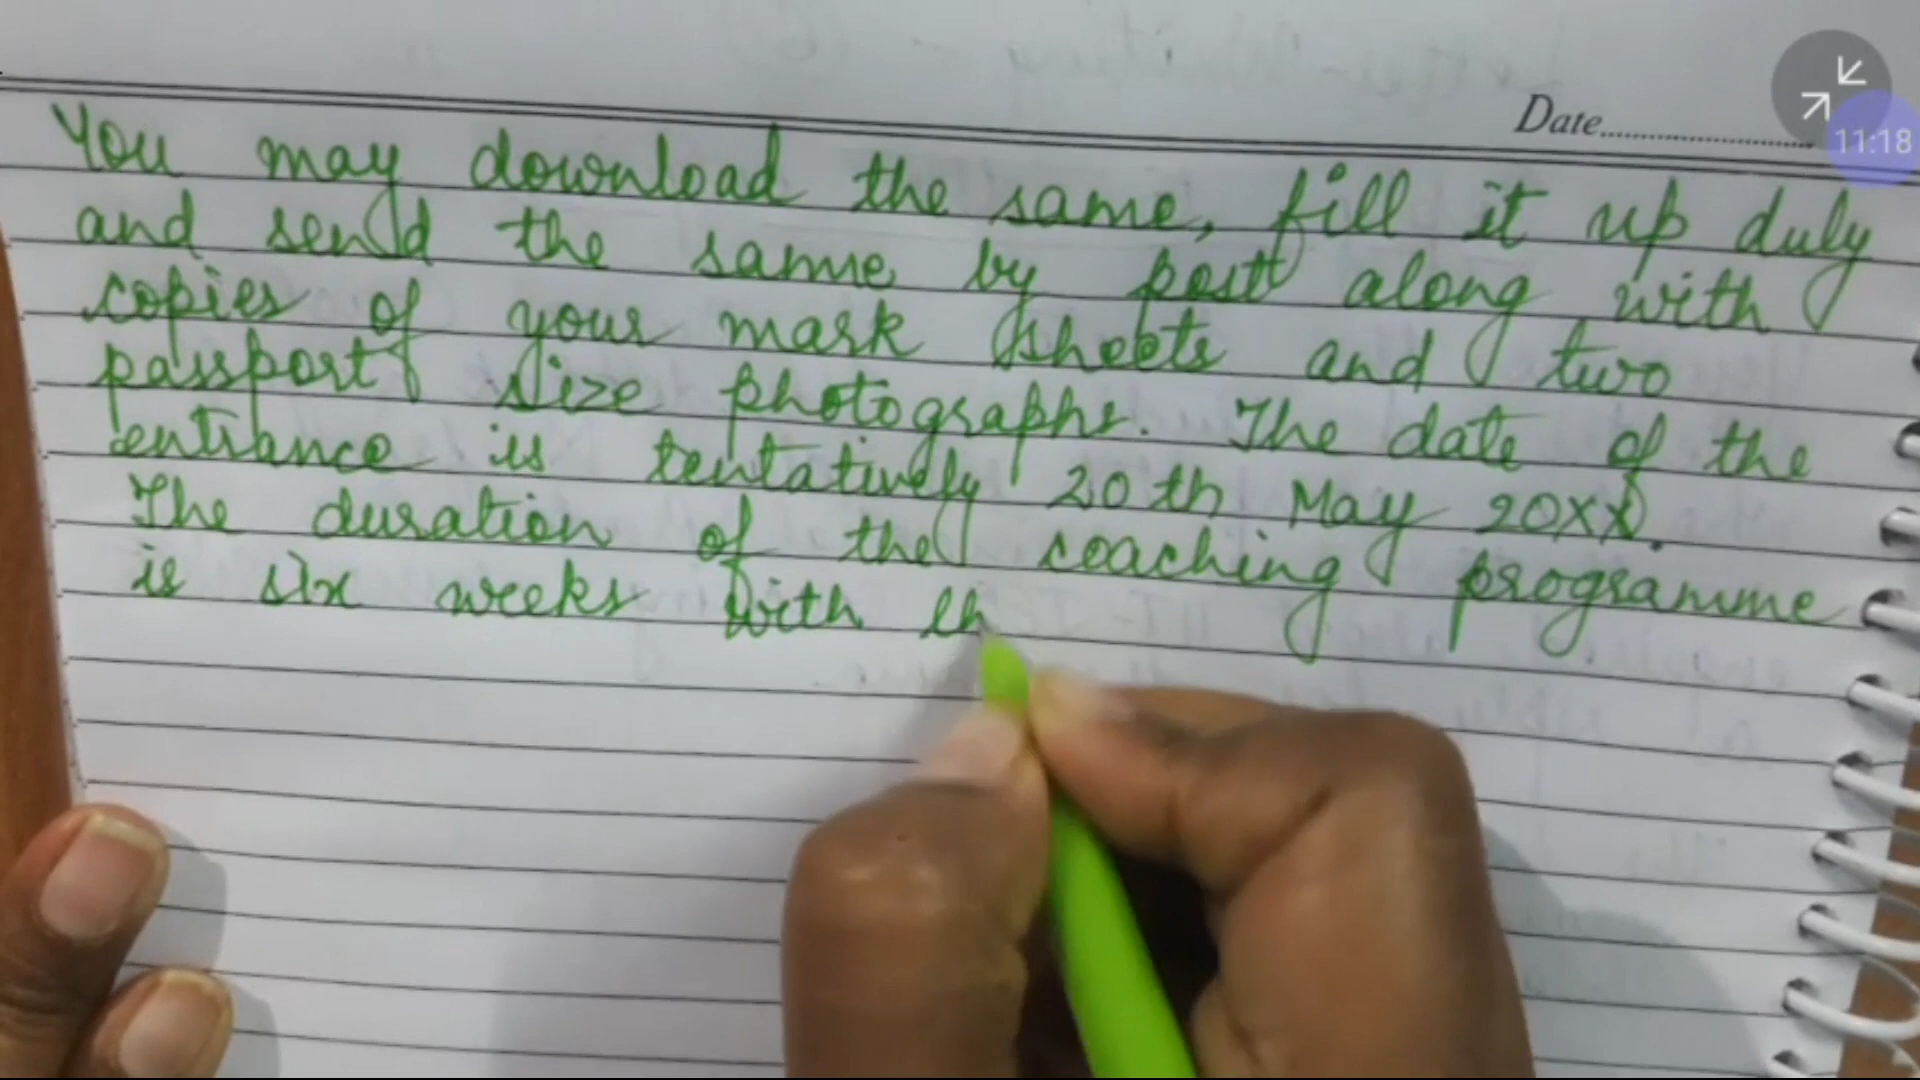 Date
11:18
You may download the same, fill it up duly
and send the same by post along with
copies of your mark sheets and two
passport size photographs. The date of the
entrance is tentatively 20th May 20XX.
The duration of the coaching programme
is six weeks with